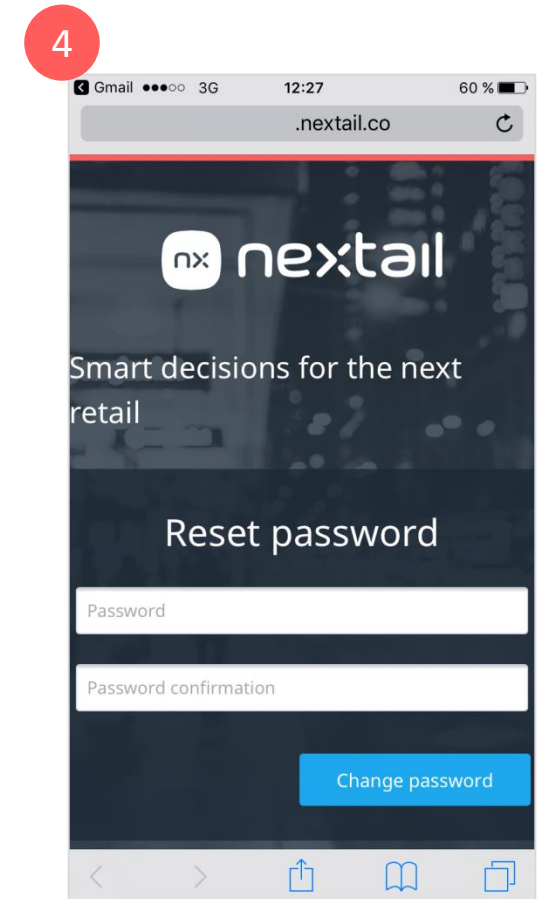 4
Gmail 3G 12:27 60 %
.nextail.co
nx nextail
Smart decisions for the next
retail
Reset password
Password
Password confirmation
Change password